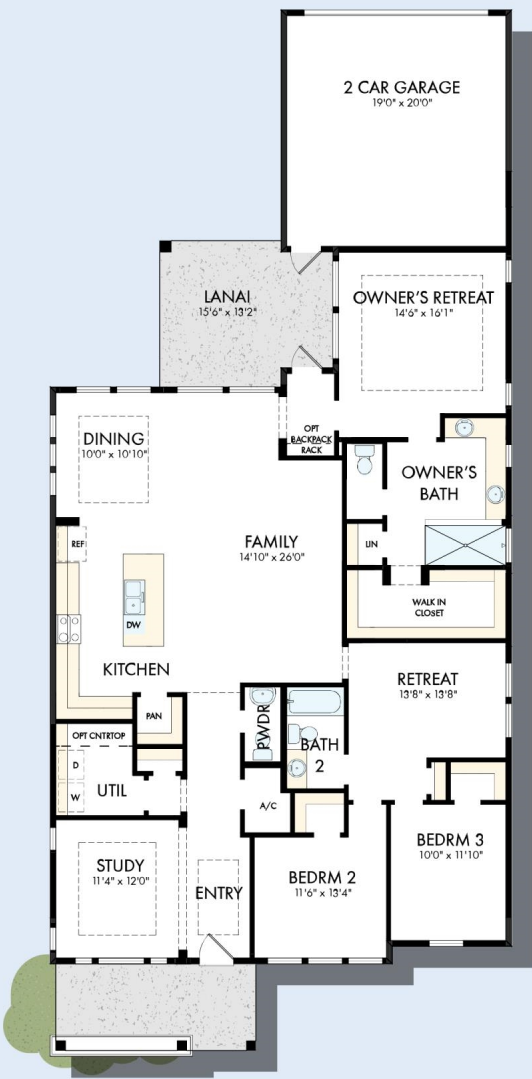 2 CAR GARAGE
19'0" x 20'0"
LANAI
15'6" x 13'2"
OWNER'S RETREAT
14'6" x 16'1"
OPT
BACKPACK
RACK
DINING
10'0" x 10'10"
OWNER'S
BATH
REF
FAMILY
14'10" x 26'0"
LIN
DW
WALK IN
CLOSET
KITCHEN
RETREAT
13'8" x 13'8"
PAN
PWDR
OPT CNTRTOP
BATH
2
D
W
UTIL
A/C
STUDY
11'4" x 12'0"
ENTRY
BEDRM 2
11'6" x 13'4"
BEDRM 3
10'0" x 11'10"